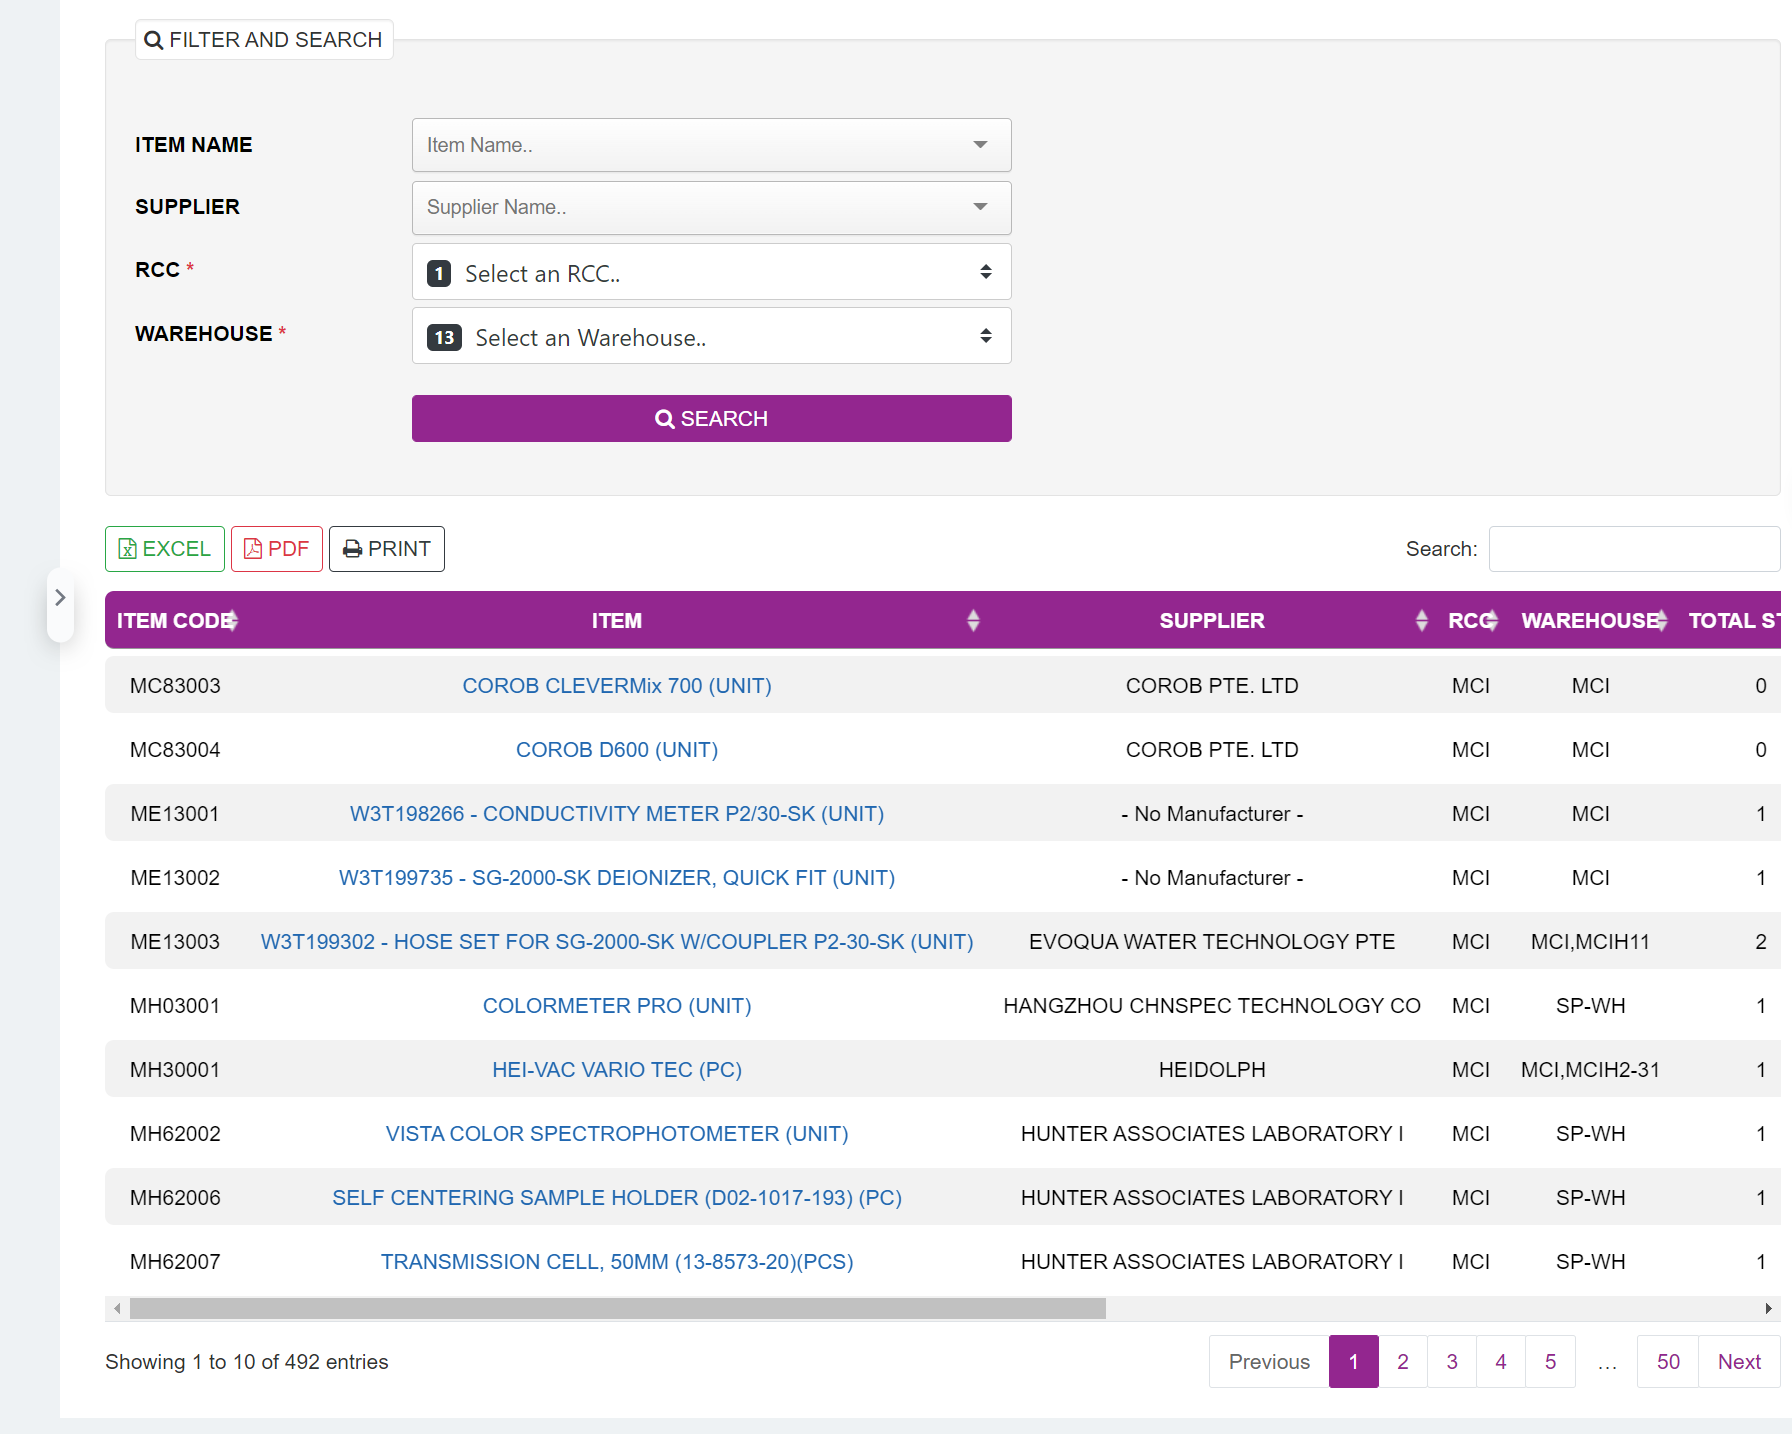 FILTER AND SEARCH
ITEM NAME Item Name..
SUPPLIER Supplier Name..
RCC * 1 Select an RCC..
WAREHOUSE * 13 Select an Warehouse..
SEARCH
EXCEL PDF PRINT Search:
ITEM CODE ITEM SUPPLIER RCC WAREHOUSE TOTAL ST
MC83003 COROB CLEVERMix 700 (UNIT) COROB PTE. LTD MCI MCI 0
MC83004 COROB D600 (UNIT) COROB PTE. LTD MCI MCI 0
ME13001 W3T198266 - CONDUCTIVITY METER P2/30-SK (UNIT) - No Manufacturer - MCI MCI 1
ME13002 W3T199735 - SG-2000-SK DEIONIZER, QUICK FIT (UNIT) - No Manufacturer - MCI MCI 1
ME13003 W3T199302 - HOSE SET FOR SG-2000-SK W/COUPLER P2-30-SK (UNIT) EVOQUA WATER TECHNOLOGY PTE MCI MCI,MCIH11 2
MH03001 COLORMETER PRO (UNIT) HANGZHOU CHNSPEC TECHNOLOGY CO MCI SP-WH 1
MH30001 HEI-VAC VARIO TEC (PC) HEIDOLPH MCI MCI,MCIH2-31 1
MH62002 VISTA COLOR SPECTROPHOTOMETER (UNIT) HUNTER ASSOCIATES LABORATORY I MCI SP-WH 1
MH62006 SELF CENTERING SAMPLE HOLDER (D02-1017-193) (PC) HUNTER ASSOCIATES LABORATORY I MCI SP-WH 1
MH62007 TRANSMISSION CELL, 50MM (13-8573-20)(PCS) HUNTER ASSOCIATES LABORATORY I MCI SP-WH 1
Showing 1 to 10 of 492 entries Previous 1 2 3 4 5 … 50 Next